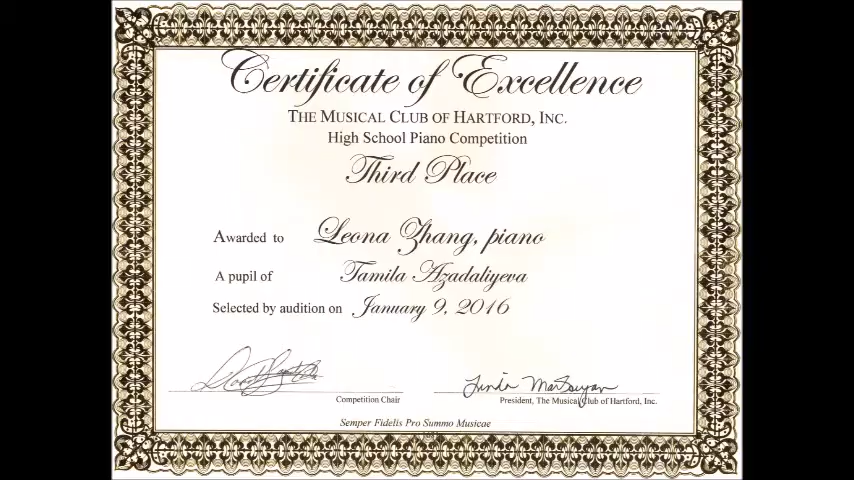 Certificate of Excellence
THE MUSICAL CLUB OF HARTFORD, INC.
High School Piano Competition
Third Place
Awarded to Leona Zhang, piano
A pupil of Tamila Azadaliyeva
Selected by audition on January 9, 2016
Linda
Competition Chair
President, The Musical Club of Hartford, Inc.
Semper Fidelis Pro Summo Musicae